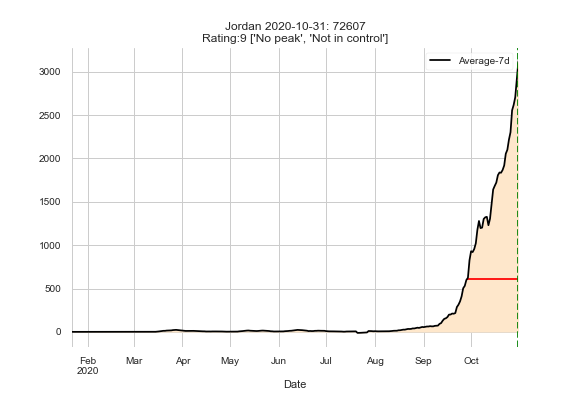 Jordan 2020-10-31: 72607
Rating:9 ['No peak', 'Not in control']
Average-7d
3000
2500
2000
1500
1000
500
0
Feb Mar Apr May Jun Jul Aug Sep Oct
2020
Date